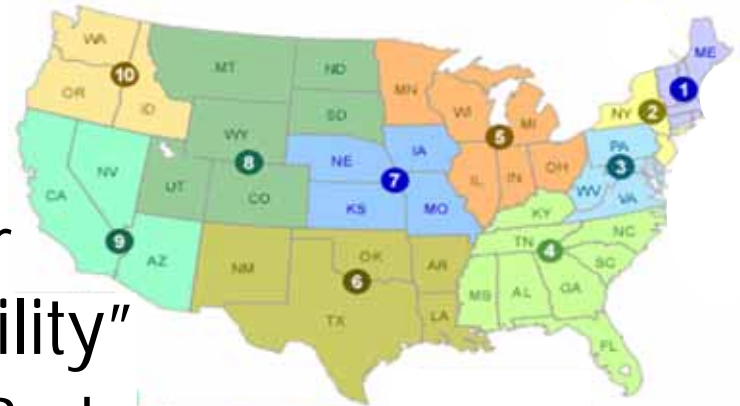 WA
MT
ND
MN
ME
OR
10
ID
SD
WI
MI
NY
2
1
WY
5
PA
NV
8
NE
IA
3
CA
UT
CO
7
IL
IN
OH
WV
VA
KS
MO
KY
9
AZ
NM
OK
AR
TN
4
NC
6
SC
TX
LA
MS
AL
GA
FL
ility"